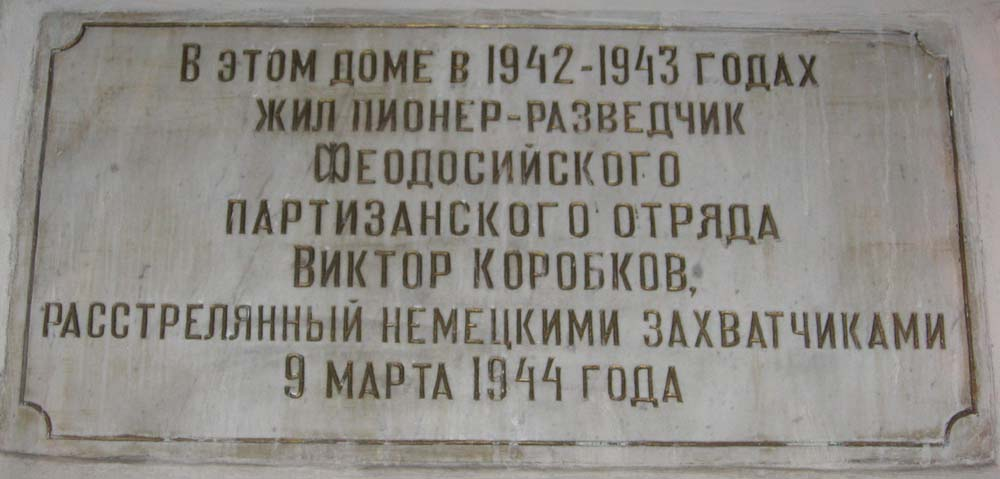 В ЭТОМ ДОМЕ В 1942-1943 ГОДАХ
ЖИЛ ПИОНЕР-РАЗВЕДЧИК
ФЕОДОСИЙСКОГО
ПАРТИЗАНСКОГО ОТРЯДА
ВИКТОР КОРОБКОВ,
РАССТРЕЛЯННЫЙ НЕМЕЦКИМИ ЗАХВАТЧИКАМИ
9 МАРТА 1944 ГОДА